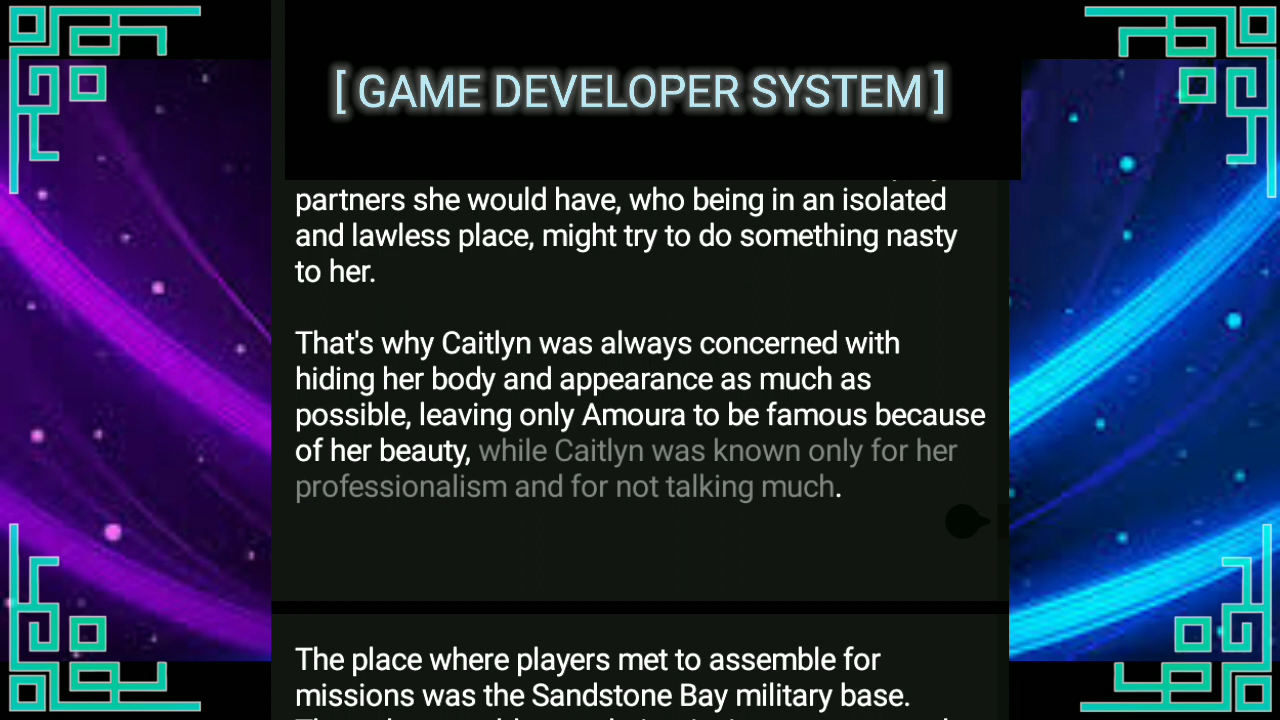 [ GAME DEVELOPER SYSTEM ]
partners she would have, who being in an isolated
and lawless place, might try to do something nasty
to her.
That's why Caitlyn was always concerned with
hiding her body and appearance as much as
possible, leaving only Amoura to be famous because
of her beauty, while Caitlyn was known only for her
professionalism and for not talking much.
The place where players met to assemble for
missions was the Sandstone Bay military base.